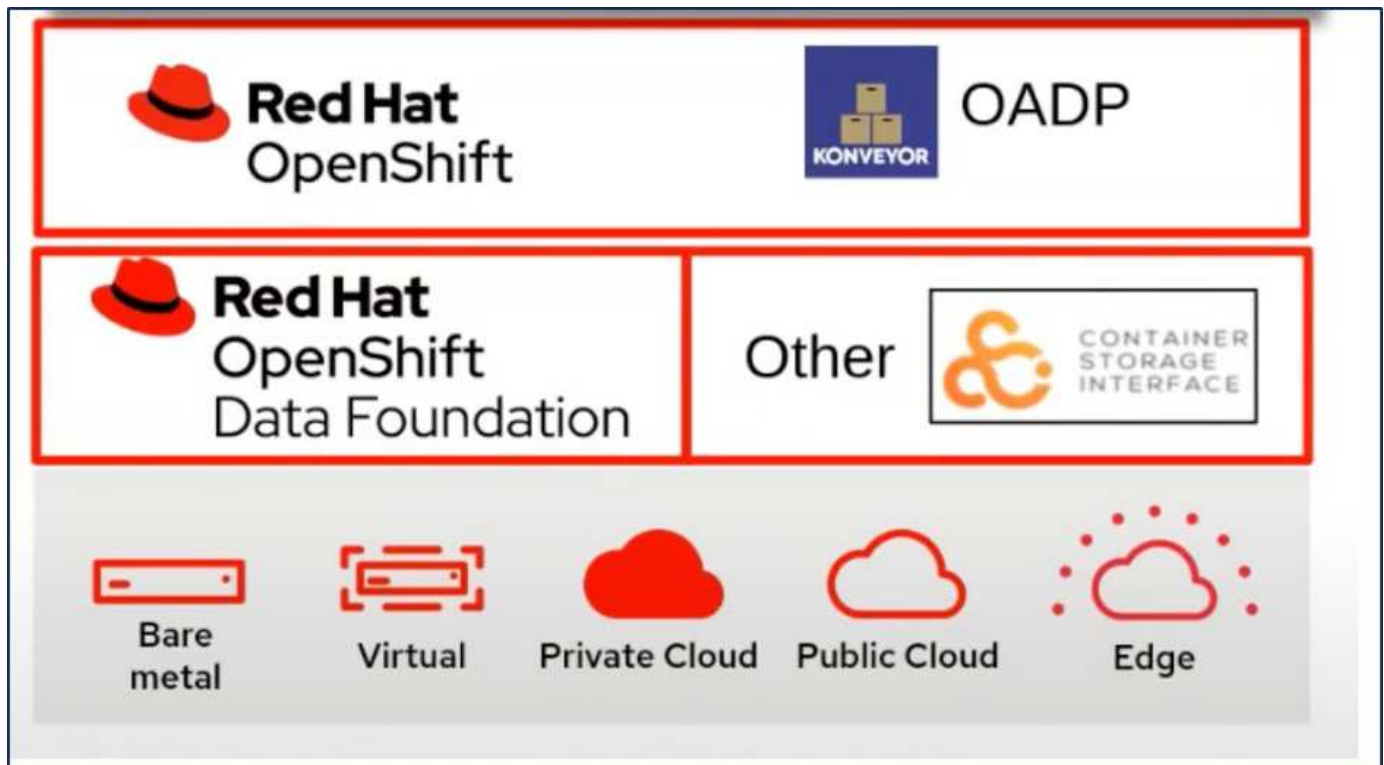 Red Hat
OpenShift
KONVEYOR
OADP
Red Hat
OpenShift
Data Foundation
Other
CONTAINER
STORAGE
INTERFACE
Bare
metal
Virtual
Private Cloud
Public Cloud
Edge